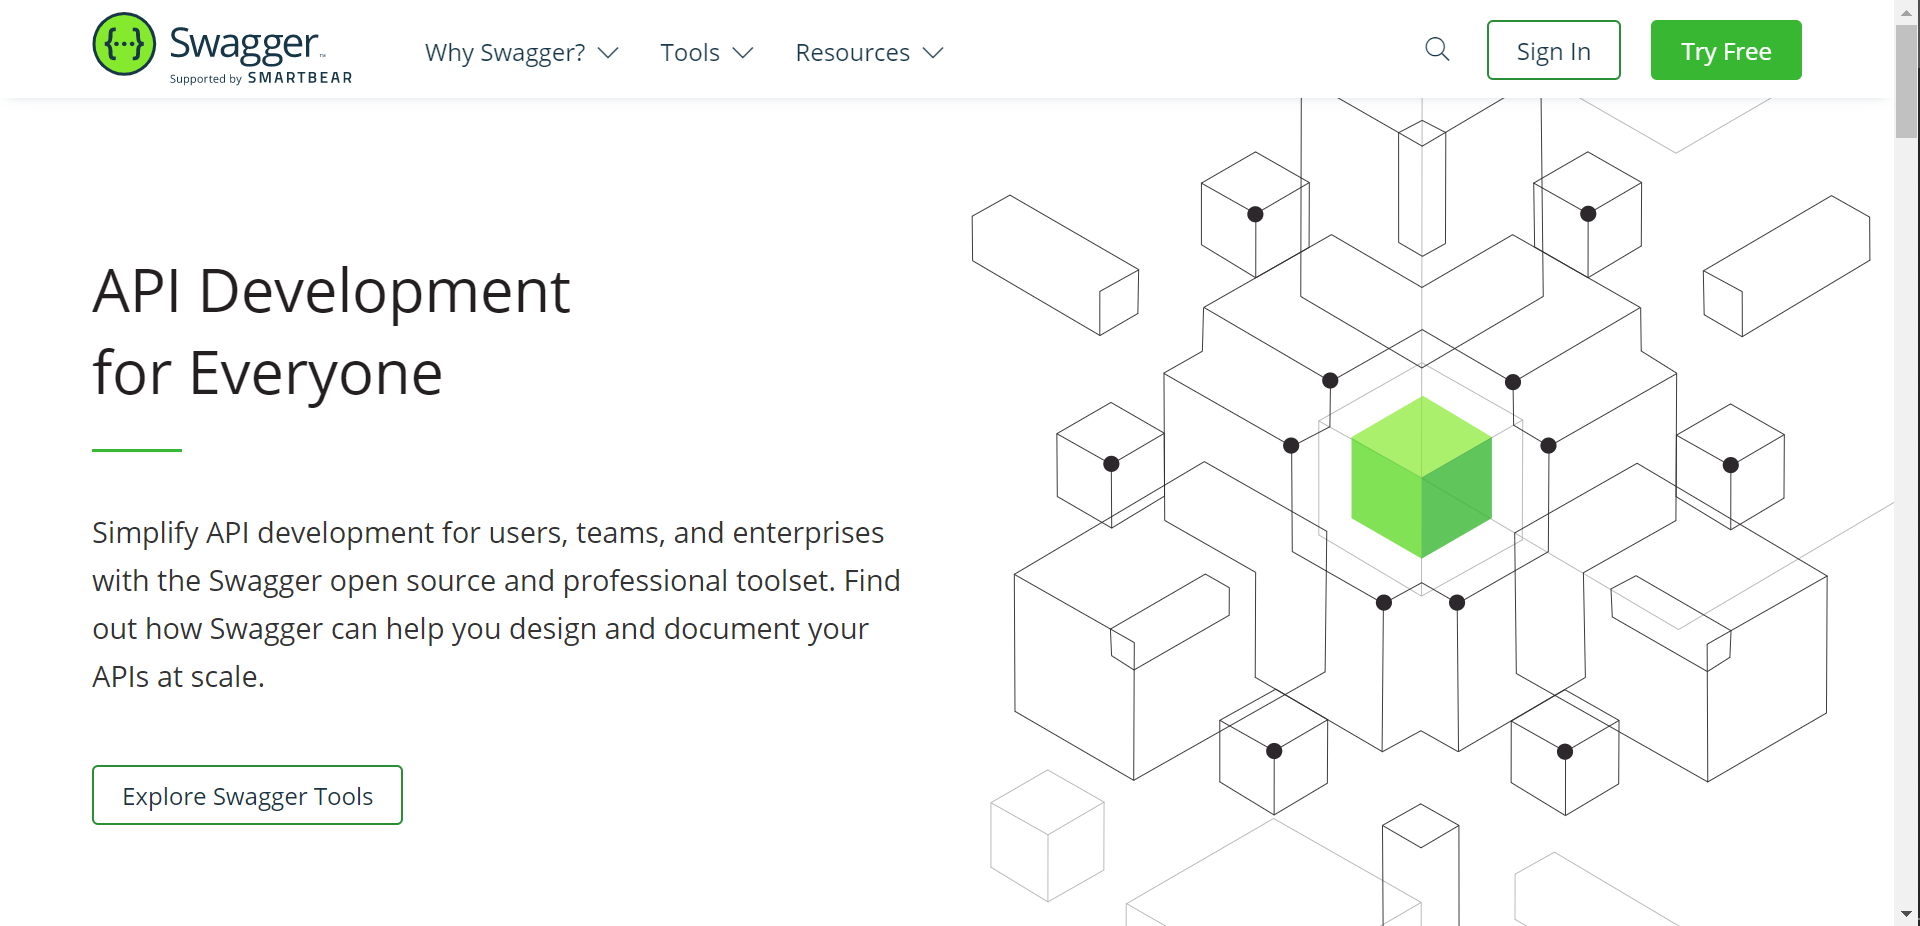 {...} Swagger™
Supported by SMARTBEAR
Why Swagger? Tools Resources
Sign In
Try Free
API Development
for Everyone
Simplify API development for users, teams, and enterprises
with the Swagger open source and professional toolset. Find
out how Swagger can help you design and document your
APIs at scale.
Explore Swagger Tools